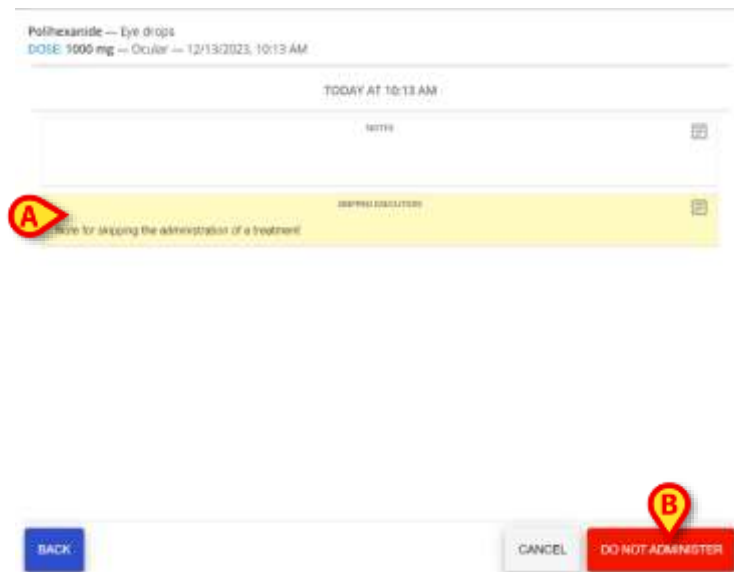 Polihexanide — Eye drops
DOSE: 1000 mg — Ocular — 12/13/2023, 10:13 AM
TODAY AT 10:13 AM
NOTES
A
SKIPPING EXECUTION
Note for skipping the administration of a treatment
B
BACK
CANCEL
DO NOT ADMINISTER